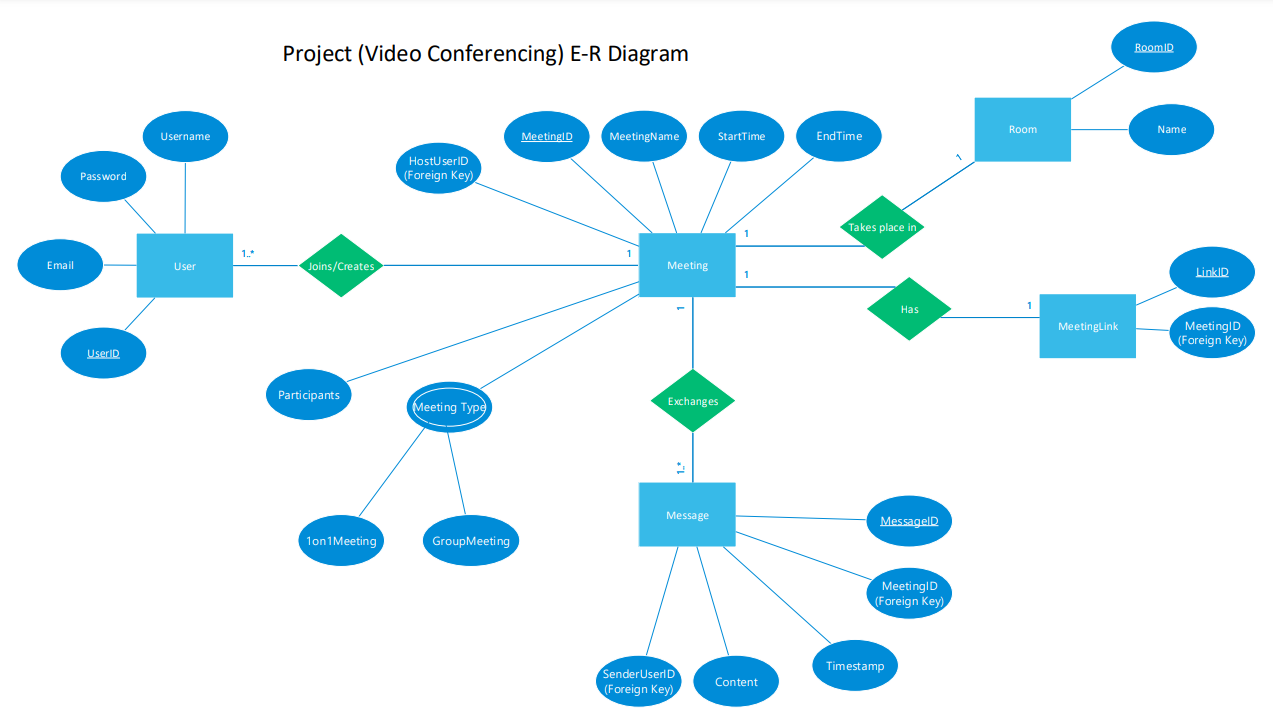 Project (Video Conferencing) E-R Diagram
RoomID
Room
Name
Username
Password
Email
User
UserID
1..*
Joins/Creates
1
HostUserID
(Foreign Key)
MeetingID
MeetingName
StartTime
EndTime
Meeting
1
Takes place in
1
1
Has
1
MeetingLink
LinkID
MeetingID
(Foreign Key)
Participants
Meeting Type
1on1Meeting
GroupMeeting
1
Exchanges
1..*
Message
MessageID
MeetingID
(Foreign Key)
Timestamp
Content
SenderUserID
(Foreign Key)